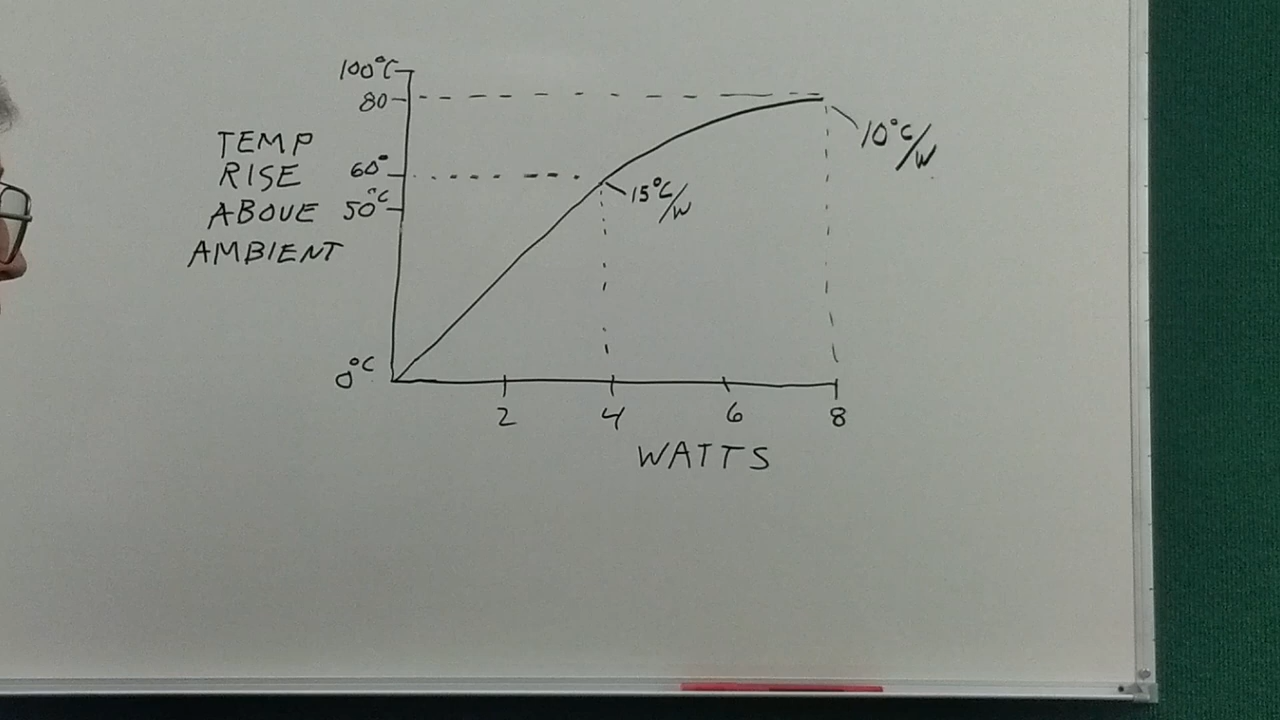 100°C
80
TEMP
RISE
ABOVE
AMBIENT
60°
50°C
0°C
15°C/W
10°C/W
2 4 6 8
WATTS